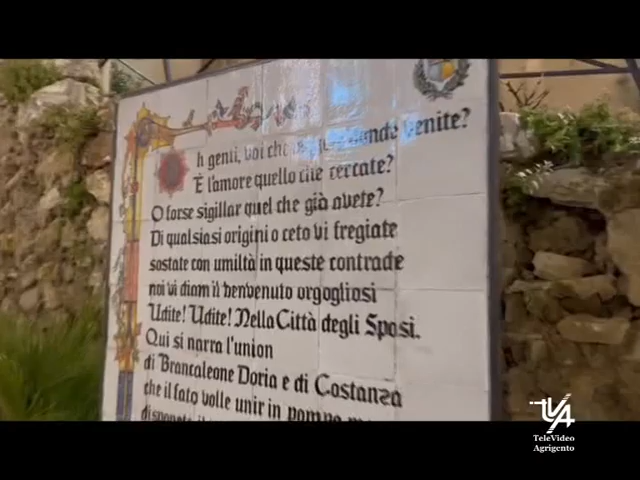 h genti, voi che donde venite?
È l'amore quello che cercate?
O forse sigillar quel che già avete?
Di qualsiasi origini o ceto vi fregiate
sostate con umiltà in queste contrade
noi vi diam il benvenuto orgogliosi
Udite! Udite! Nella Città degli Sposi.
Qui si narra l'union
di Brancaleone Doria e di Costanza
che il fato volle unir in pompa
TVA
TeleVideo
Agrigento